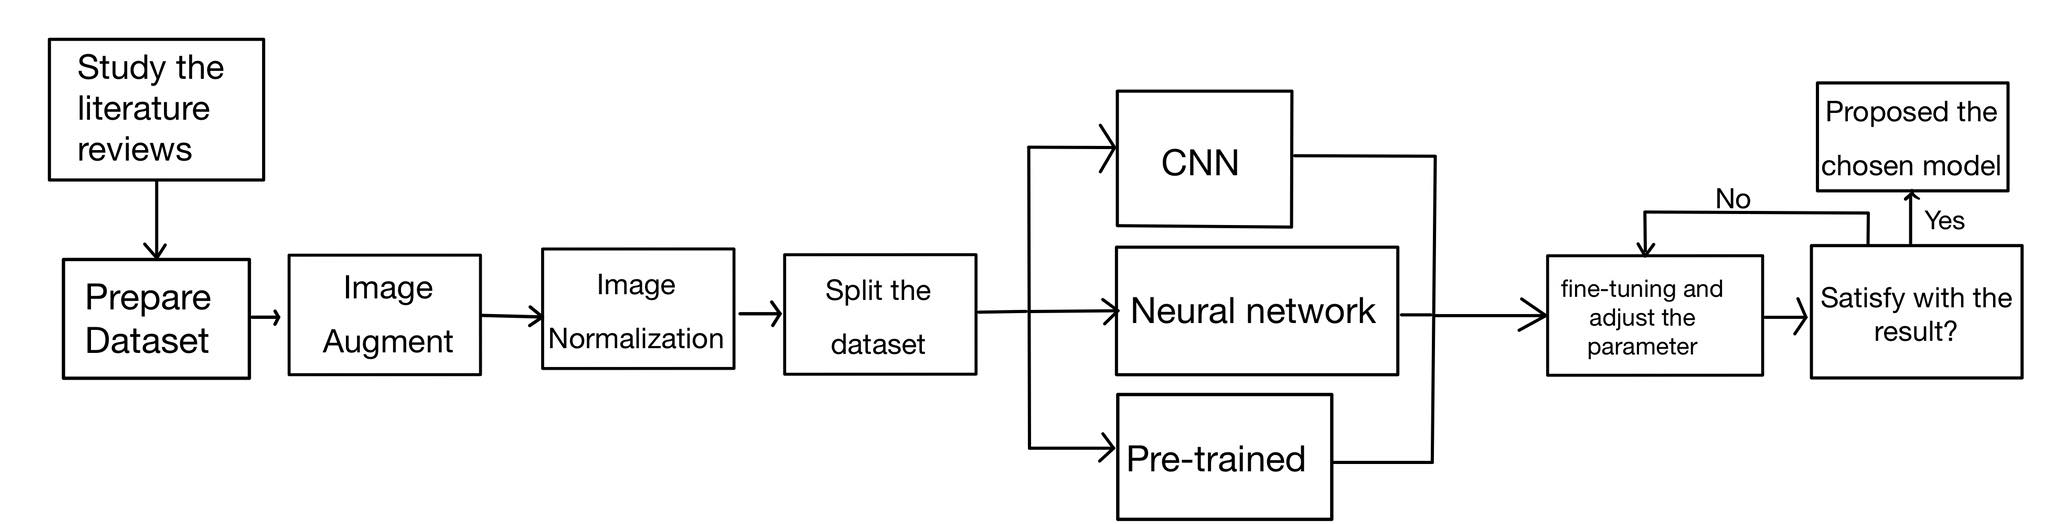 Study the
literature
reviews
Prepare
Dataset
Image
Augment
Image
Normalization
Split the
dataset
CNN
Neural network
Pre-trained
fine-tuning and
adjust the
parameter
No
Satisfy with the
result?
Yes
Proposed the
chosen model